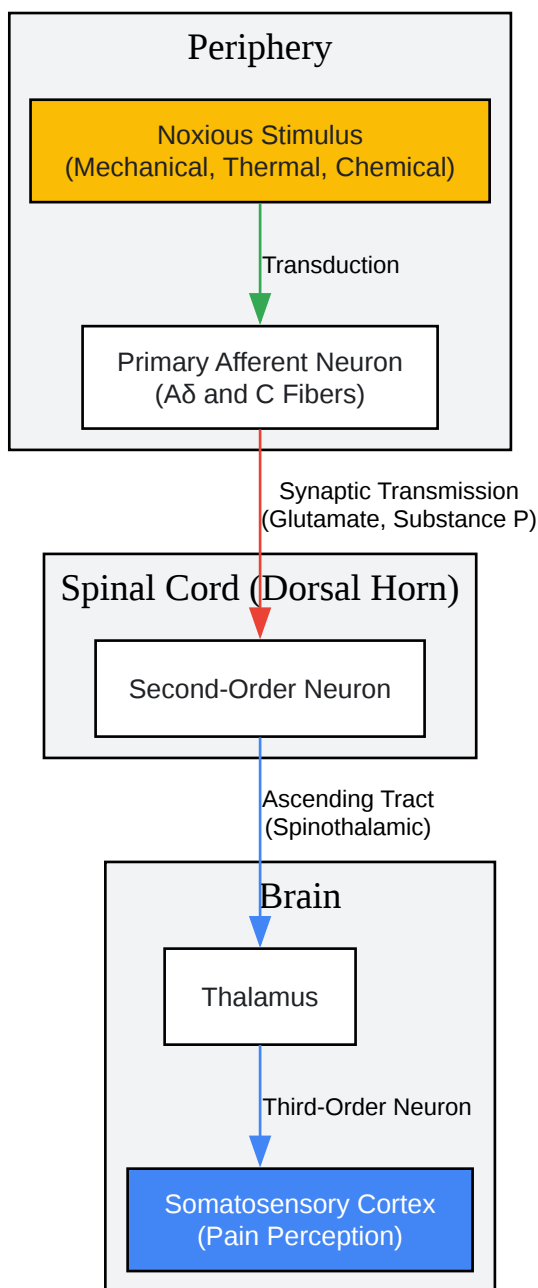 Periphery
Noxious Stimulus
(Mechanical, Thermal, Chemical)
Transduction
Primary Afferent Neuron
(Aδ and C Fibers)
Synaptic Transmission
(Glutamate, Substance P)
Spinal Cord (Dorsal Horn)
Second-Order Neuron
Ascending Tract
(Spinothalamic)
Brain
Thalamus
Third-Order Neuron
Somatosensory Cortex
(Pain Perception)